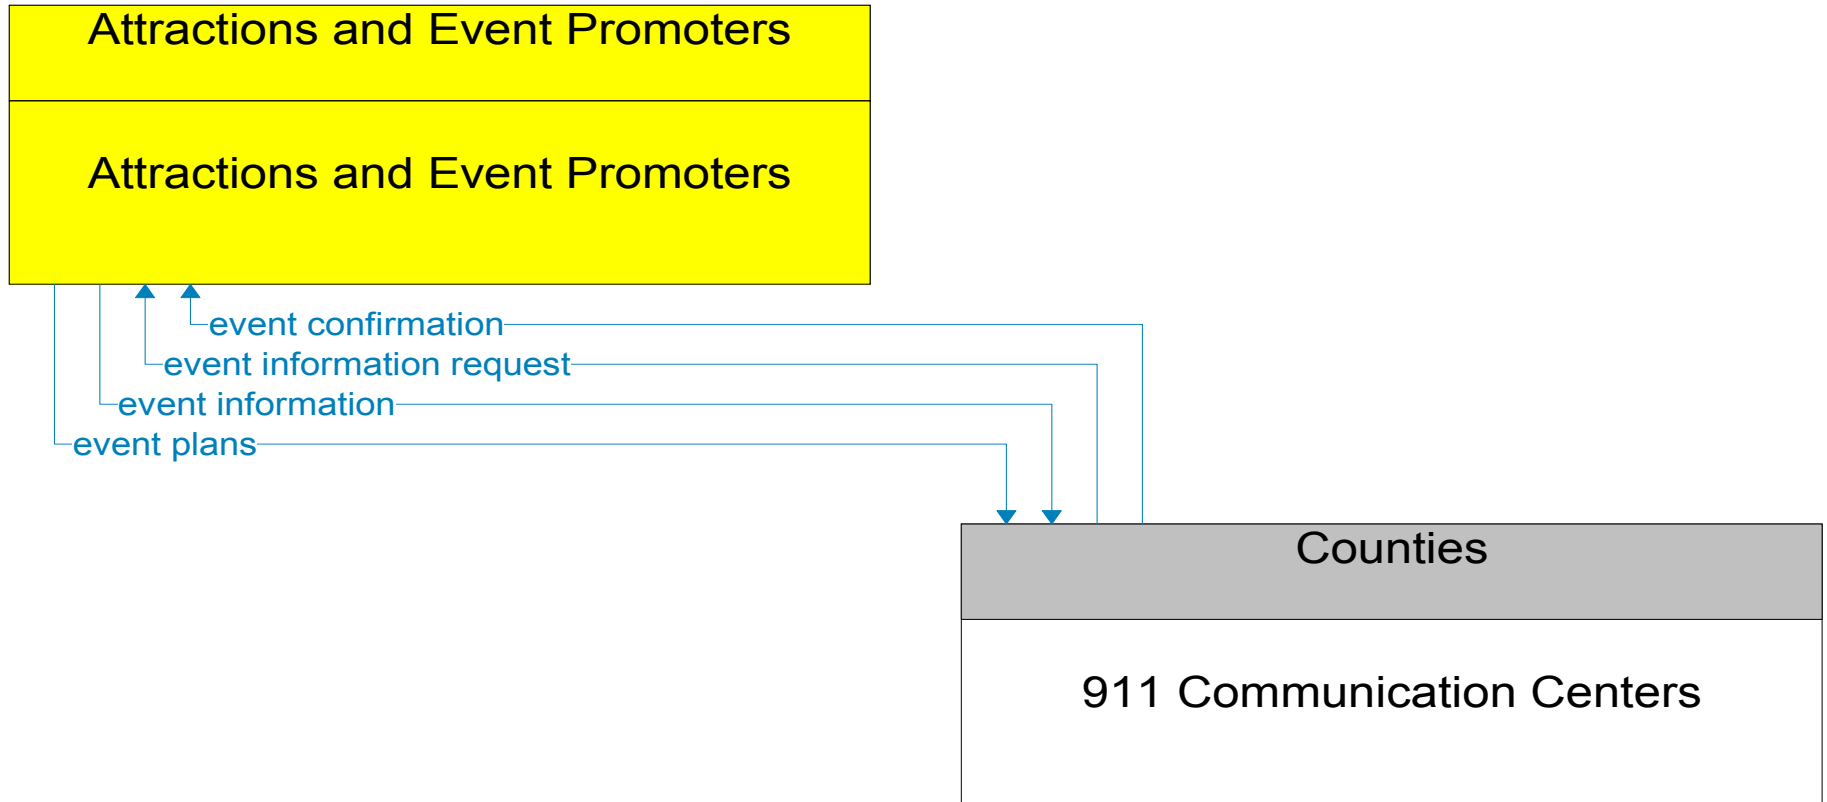 Attractions and Event Promoters
Attractions and Event Promoters
event confirmation
event information request
event information
event plans
Counties
911 Communication Centers